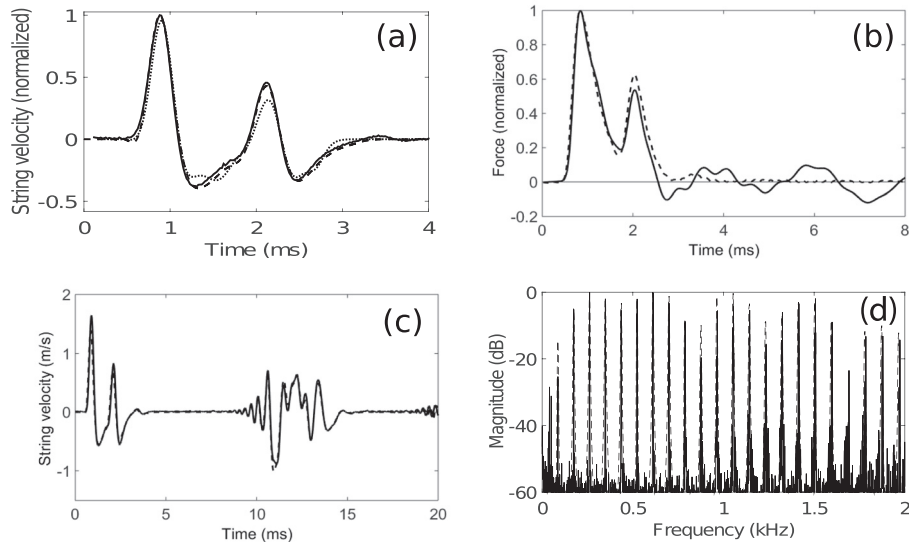 (a)
String velocity (normalized)
1
0.5
0
-0.5
0 1 2 3 4
Time (ms)
(b)
Force (normalized)
1
0.8
0.6
0.4
0.2
0
-0.2
0 2 4 6 8
Time (ms)
(c)
String velocity (m/s)
2
1
0
-1
0 5 10 15 20
Time (ms)
(d)
Magnitude (dB)
0
-20
-40
-60
0 0.5 1 1.5 2
Frequency (kHz)